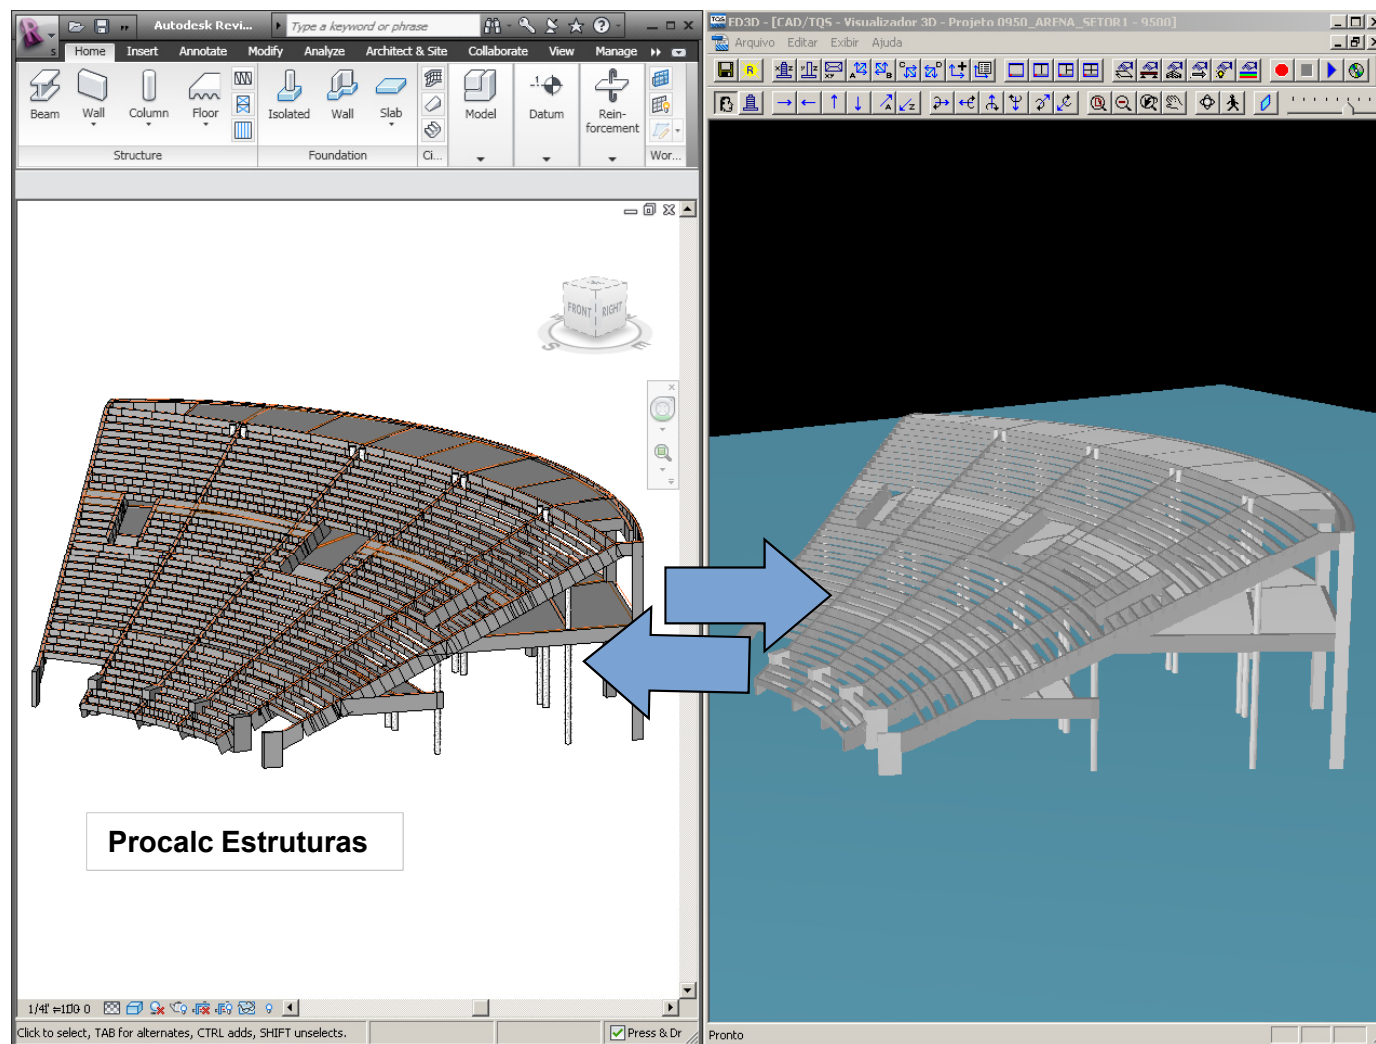 Autodesk Revi...
Type a keyword or phrase
S
Home Insert Annotate Modify Analyze Architect & Site Collaborate View Manage
Beam Wall Column Floor Isolated Wall Slab Model Datum Rein-
forcement
Structure Foundation Ci... Wor...
FRONT RIGHT
S E
Procalc Estruturas
Click to select, TAB for alternates, CTRL adds, SHIFT unselects.
Press & Dr
TQS ED3D - [CAD/TQS - Visualizador 3D - Projeto 0950_ARENA_SETOR1 - 9500]
Arquivo Editar Exibir Ajuda
Pronto